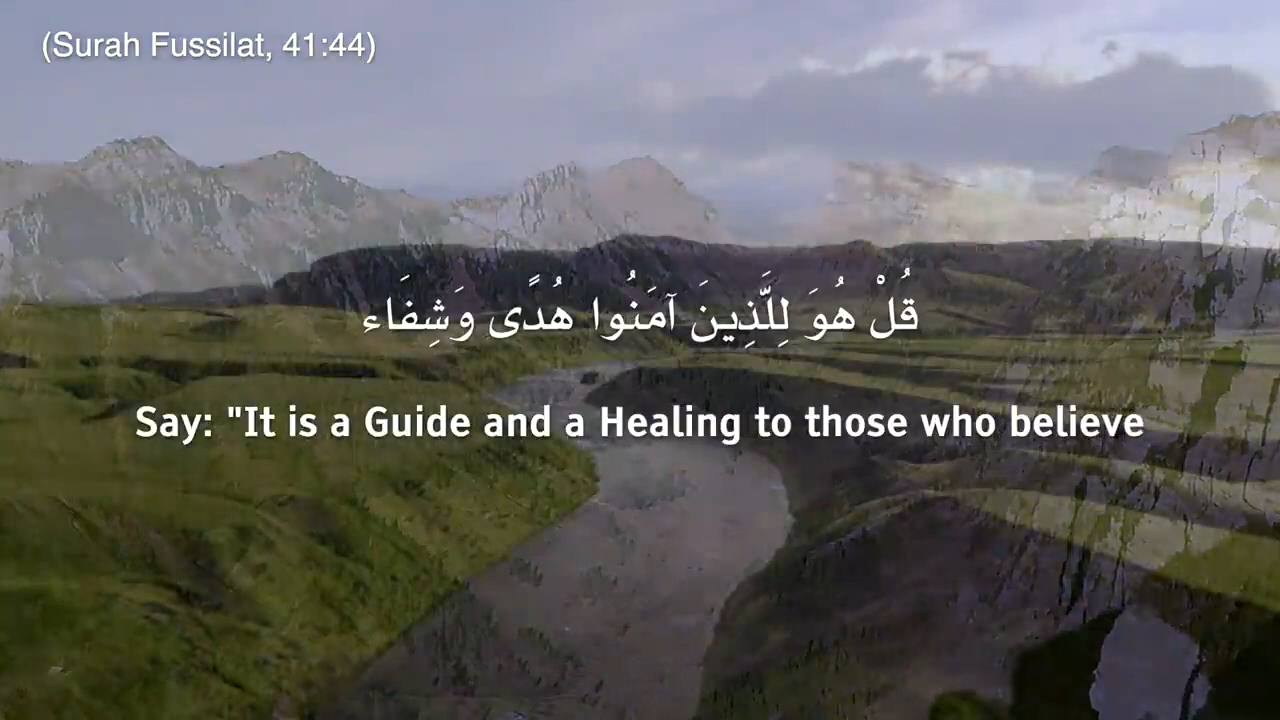 (Surah Fussilat, 41:44)
قُلْ هُوَ لِلَّذِينَ آمَنُوا هُدًى وَشِفَاء
Say: "It is a Guide and a Healing to those who believe